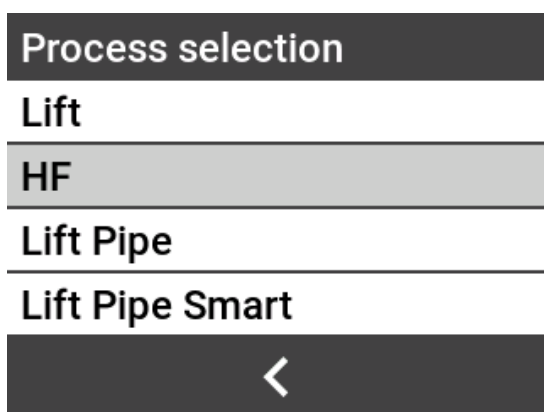 Process selection
Lift
HF
Lift Pipe
Lift Pipe Smart